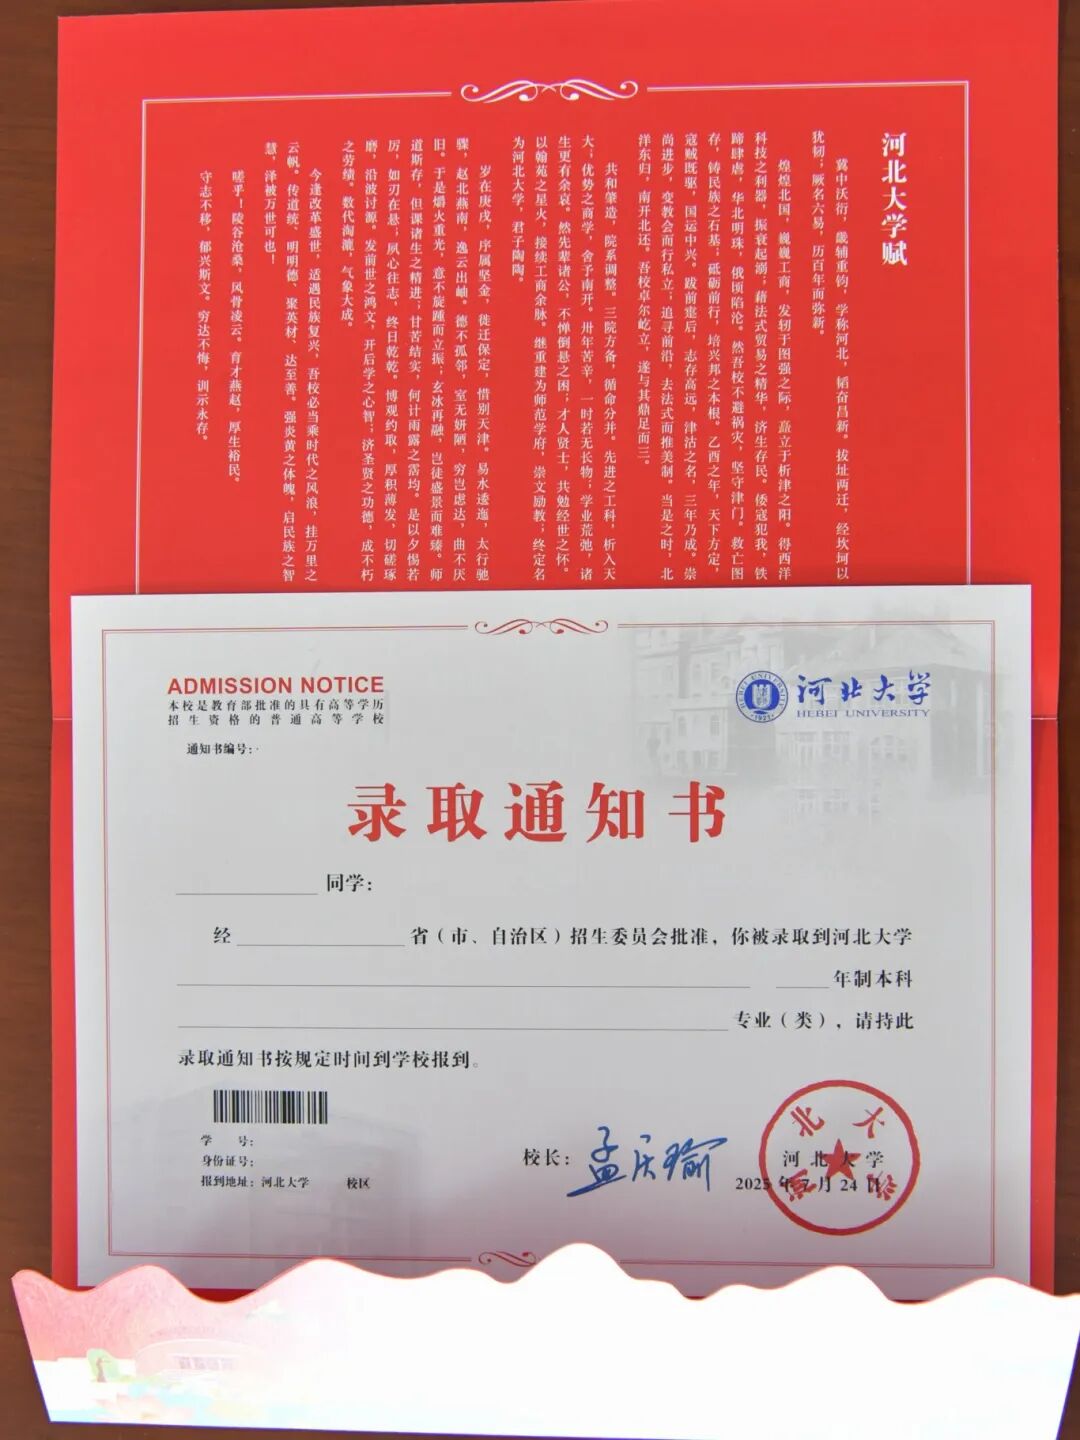 河北大学赋
冀中沃衍，畿辅重钧，学称河北，韬奋昌新。拔址两迁，经坎坷以
犹韧；厥名六易，历百年而弥新。
煌煌北国，巍巍工商，发轫于图强之际，矗立于析津之阳。得西洋
科技之利器，振衰起溺；藉法式贸易之精华，济生存民。倭寇犯我，铁
蹄肆虐，华北明珠，俄顷陷沦。然吾校不避祸灾，坚守津门。救亡图
存，铸民族之石基；砥砺前行，培兴邦之本根。乙酉之年，天下方定，
寇贼既驱，国运中兴。踵前垂后，志存高远，津沽之名，三年乃成。崇
尚进步，变教会而行私立；追寻前沿，去法式而推美制。当是之时，北
洋东归，南开北还。吾校卓尔屹立，遂与其鼎足而三。
共和肇造，院系调整。三院方备，循命分并。先进之工科，析入天
大；优势之商学，舍予南开。卅年苦辛，一时若无长物；学业荒弛，诸
生更有余哀。然先辈诸公，不惮倒悬之困；才人贤士，共勉经世之怀。
以翰苑之星火，接续工商余脉。继重建为师范学府，崇文励教；终定名
为河北大学，君子陶陶。
岁在庚戌，序属坚金，徙迁保定，惜别天津。易水逶迤，太行驰
骤，赵北燕南，逸云出岫。德不孤邻，室无妍陋，穷岂虑达，曲不厌
旧。于是爝火重光，意不旋踵而立振；玄冰再融，岂徒盛景而难臻。师
道斯存，但课诸生之精进；甘苦结实，何计雨露之霑均。是以夕惕若
厉，如刃在悬；夙心往志，终日乾乾。博观约取，厚积薄发，切磋琢
磨，沿波讨源。发前世之鸿文，开后学之心智；济圣贤之功德，成不朽
之劳绩。数代淘漉，气象大成。
今逢改革盛世，适遇民族复兴，吾校必当乘时代之风浪，挂万里之
云帆。传道统、明明德、聚英材、达至善。强炎黄之体魄，启民族之智
慧，泽被万世可也！
嗟乎！陵谷沧桑，风骨凌云。育才燕赵，厚生裕民。
守志不移，郁兴斯文。穷达不悔，训示永存。
ADMISSION NOTICE
本校是教育部批准的具有高等学历
招生资格的普通高等学校
通知书编号：
HEBEI UNIVERSITY
1921
河北大学
HEBEI UNIVERSITY
录取通知书
同学：
经 省（市、自治区）招生委员会批准，你被录取到河北大学
年制本科
专业（类），请持此
录取通知书按规定时间到学校报到。
学 号：
身份证号：
报到地址：河北大学 校区
校长：孟庆瑜
河北大学
河北大学
2025 年 7 月 24 日